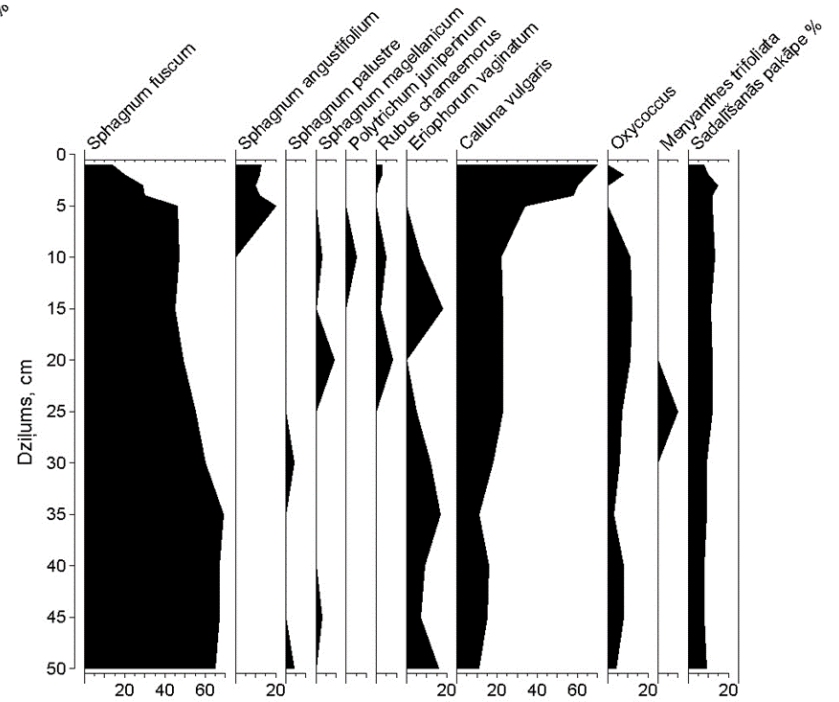 %
Sphagnum fuscum
Sphagnum angustifolium
Sphagnum palustre
Sphagnum magellanicum
Polytrichum juniperinum
Rubus chamaemorus
Eriophorum vaginatum
Calluna vulgaris
Oxycoccus
Menyanthes trifoliata
Sadalīšanās pakāpe %
Dziļums, cm
0
5
10
15
20
25
30
35
40
45
50
20 40 60 20 20 20 40 60 20 20